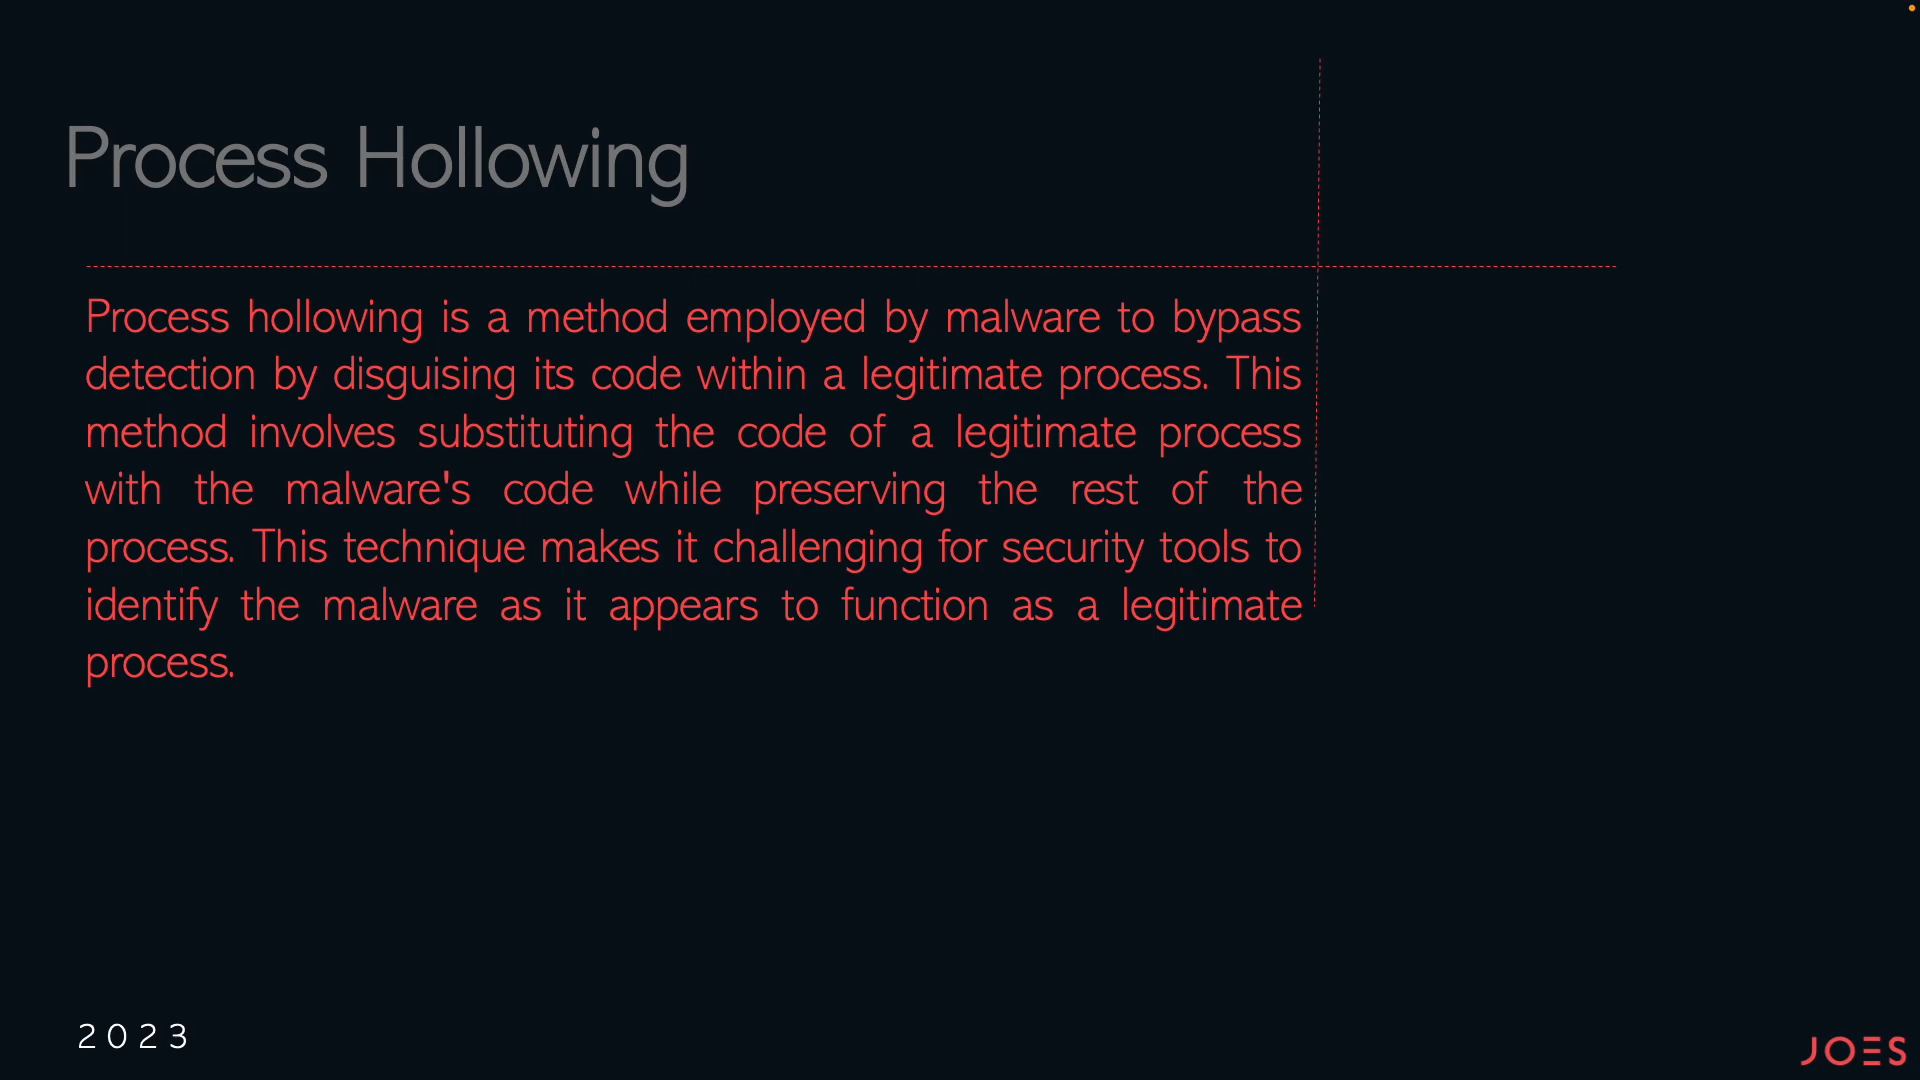 Process Hollowing
Process hollowing is a method employed by malware to bypass
detection by disguising its code within a legitimate process. This
method involves substituting the code of a legitimate process
with the malware's code while preserving the rest of the
process. This technique makes it challenging for security tools to
identify the malware as it appears to function as a legitimate
process.
2023
JOES